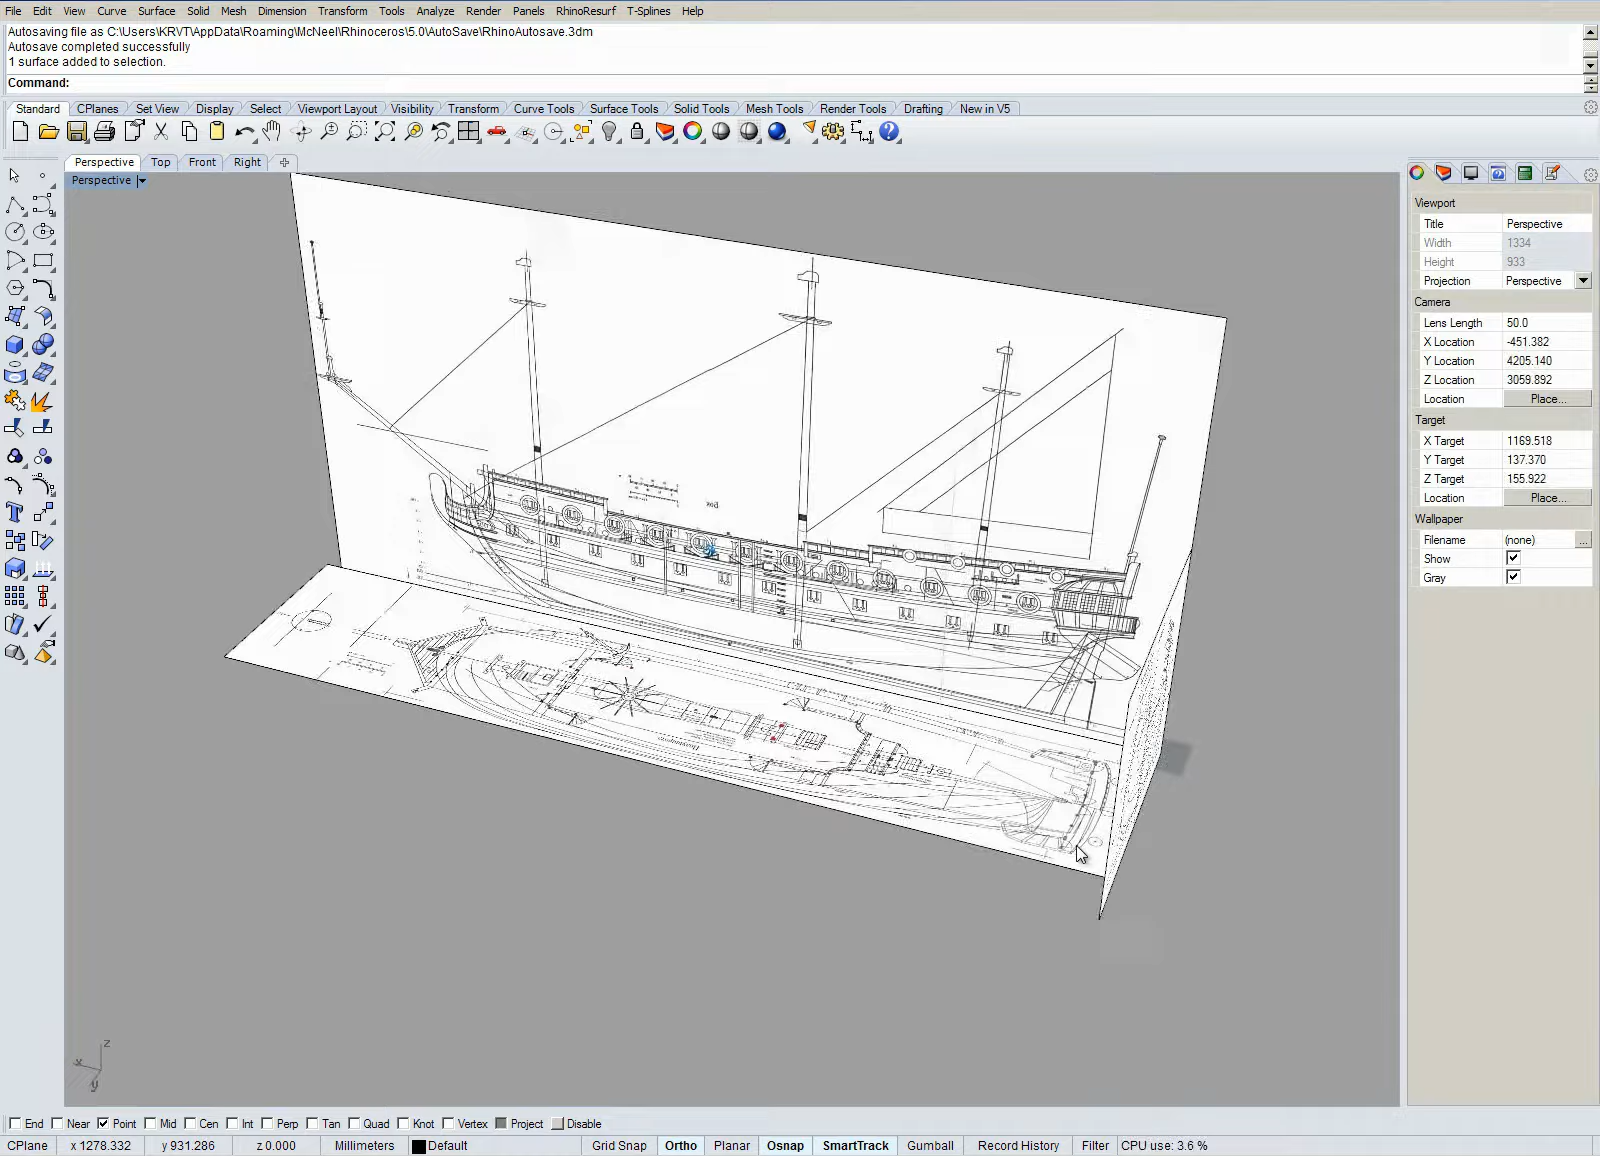 File Edit View Curve Surface Solid Mesh Dimension Transform Tools Analyze Render Panels RhinoResurf T-Splines Help
Autosaving file as C:\Users\KRVT\AppData\Roaming\McNeel\Rhinoceros\5.0\AutoSave\RhinoAutosave.3dm
Autosave completed successfully
1 surface added to selection.
Command:
Standard CPlanes Set View Display Select Viewport Layout Visibility Transform Curve Tools Surface Tools Solid Tools Mesh Tools Render Tools Drafting New in V5
Perspective Top Front Right
Perspective
Viewport
Title Perspective
Width 1334
Height 933
Projection Perspective
Camera
Lens Length 50.0
X Location -451.382
Y Location 4205.140
Z Location 3059.892
Location Place...
Target
X Target 1169.518
Y Target 137.370
Z Target 155.922
Location Place...
Wallpaper
Filename (none) ...
Show
Gray
z
x
y
End Near Point Mid Cen Int Perp Tan Quad Knot Vertex Project Disable
CPlane x 1278.332 y 931.286 z 0.000 Millimeters Default Grid Snap Ortho Planar Osnap SmartTrack Gumball Record History Filter CPU use: 3.6 %